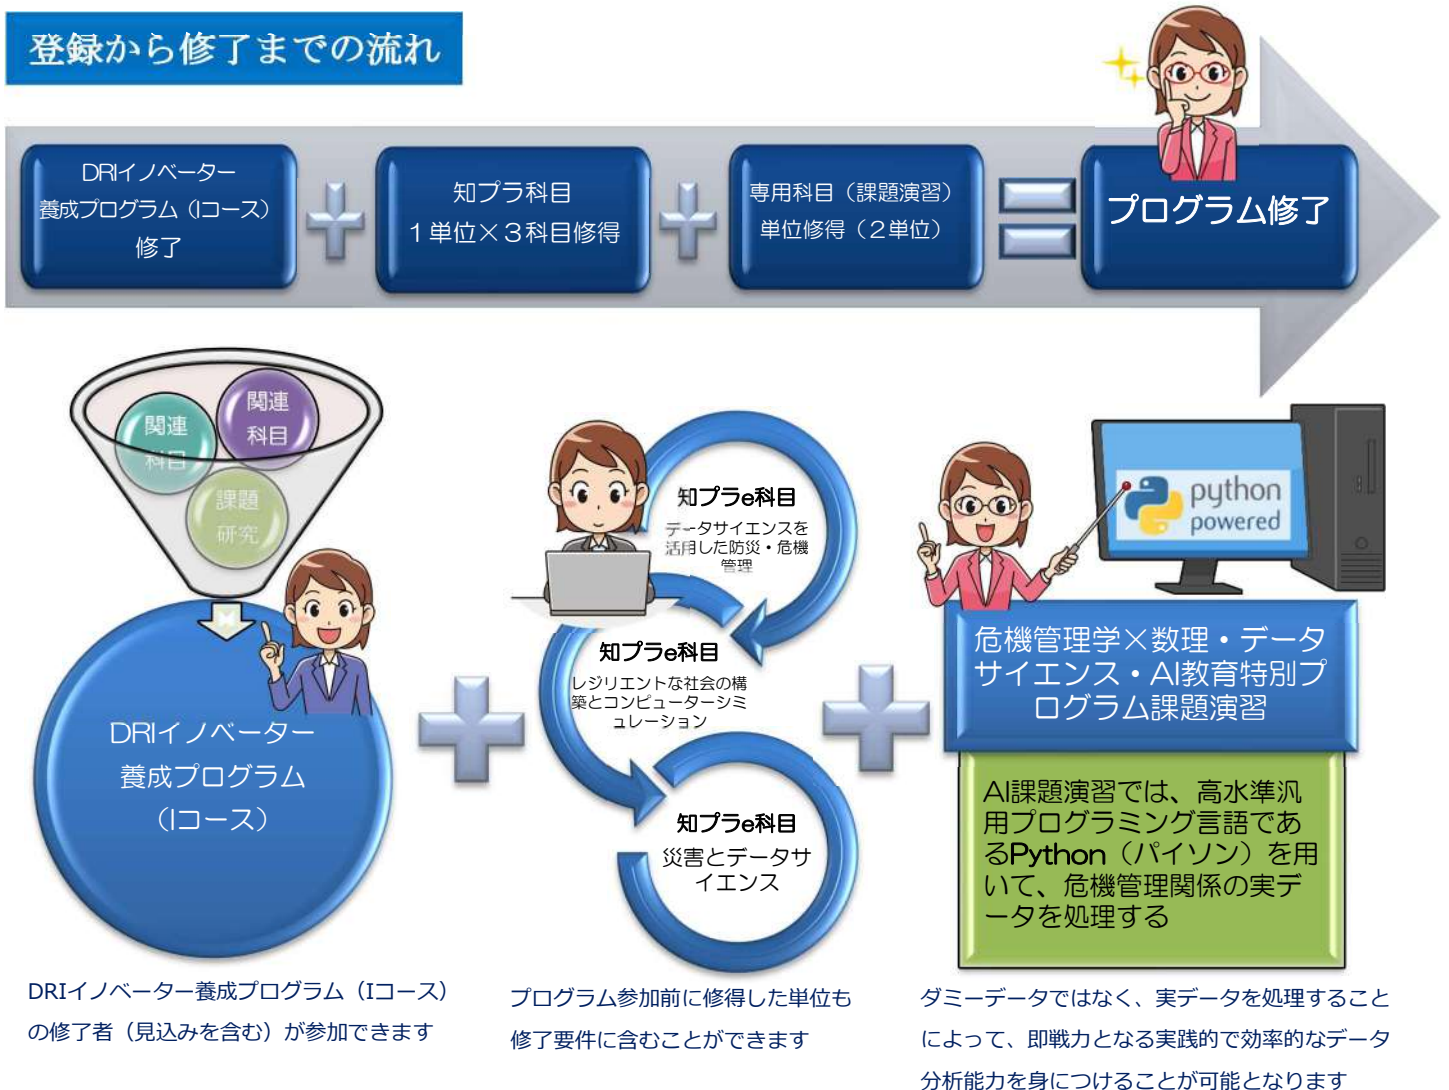 登録から修了までの流れ
DRIイノベーター
養成プログラム（Iコース）
修了
知プラ科目
１単位×３科目修得
専用科目（課題演習）
単位修得（２単位）
プログラム修了
関連
科目
関連
科目
課題
研究
DRIイノベーター
養成プログラム
（Iコース）
知プラe科目
データサイエンスを
活用した防災・危機
管理
知プラe科目
レジリエントな社会の構
築とコンピューターシミ
ュレーション
知プラe科目
災害とデータサ
イエンス
python
powered
危機管理学×数理・データ
サイエンス・AI教育特別プ
ログラム課題演習
AI課題演習では、高水準汎
用プログラミング言語であ
るPython（パイソン）を用
いて、危機管理関係の実デ
ータを処理する
DRIイノベーター養成プログラム（Iコース）
の修了者（見込みを含む）が参加できます
プログラム参加前に修得した単位も
修了要件に含むことができます
ダミーデータではなく、実データを処理すること
によって、即戦力となる実践的で効率的なデータ
分析能力を身につけることが可能となります